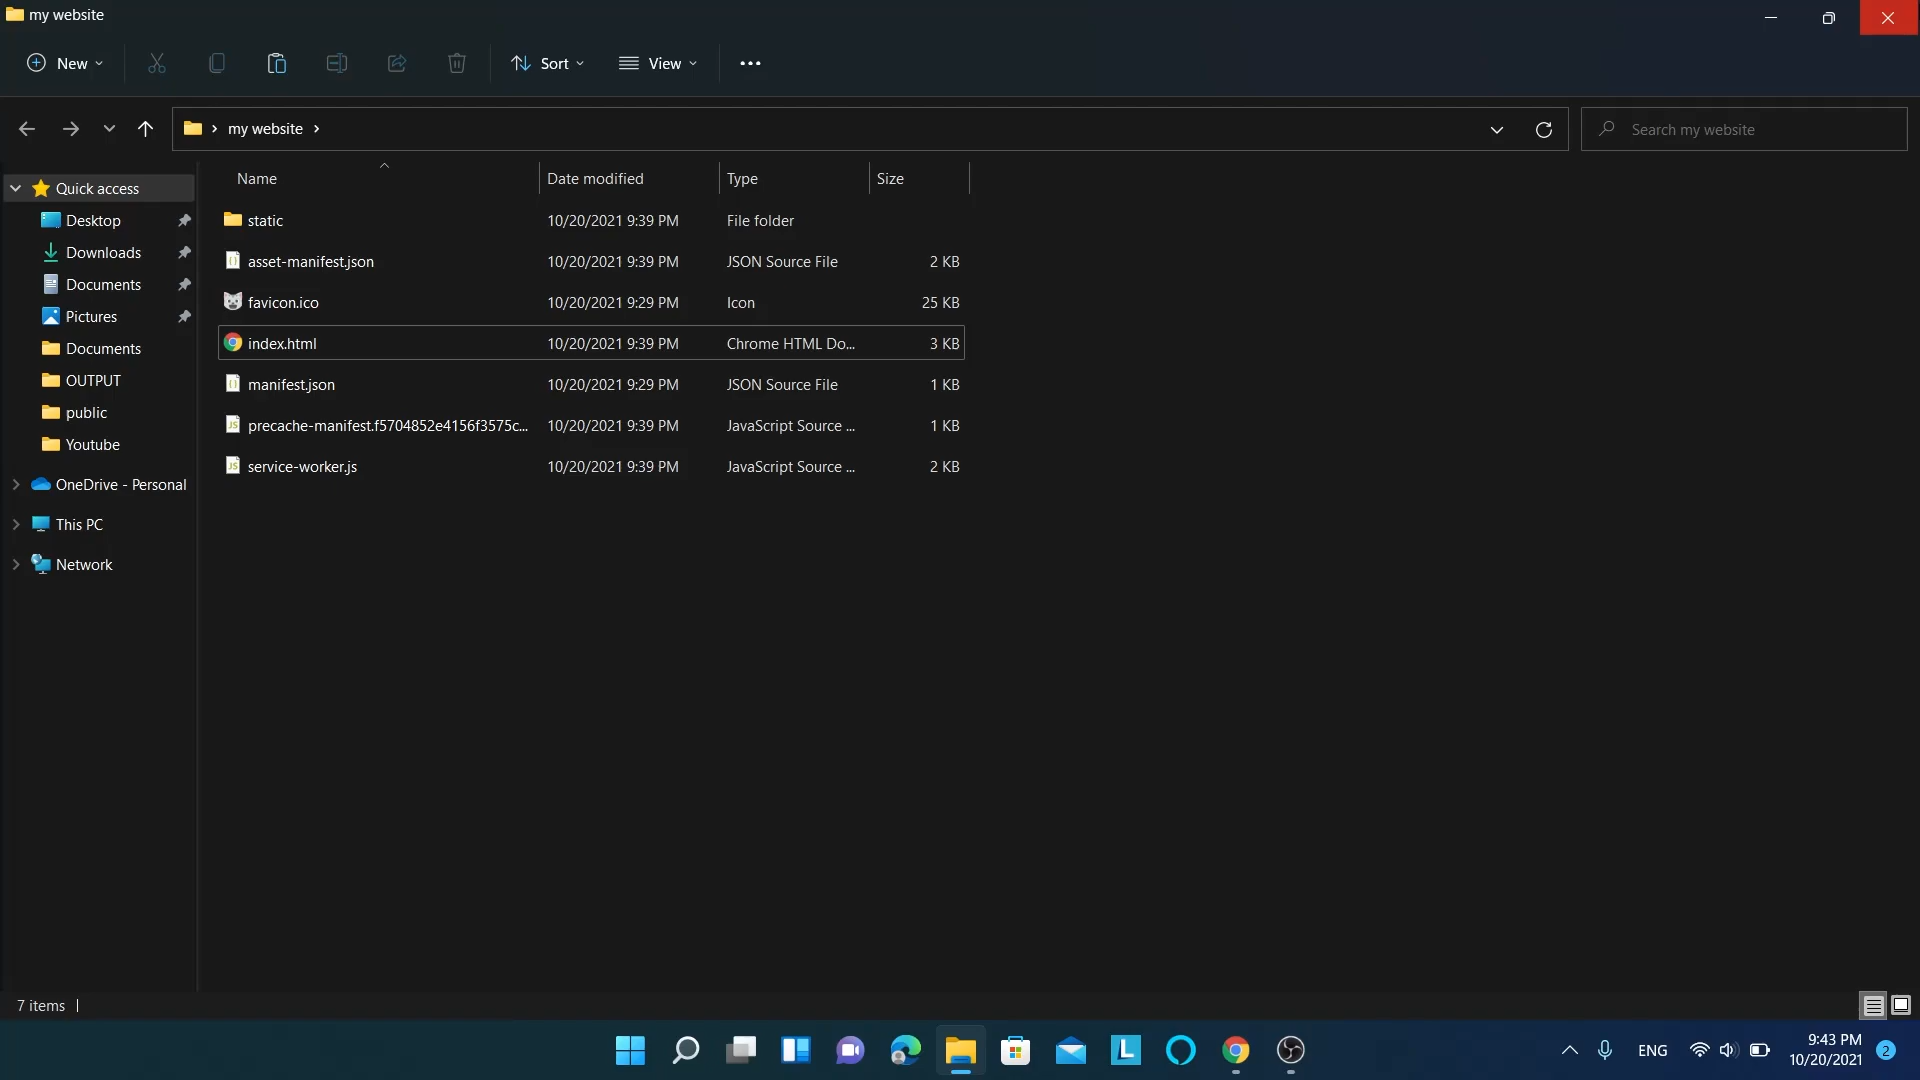 my website
New
Sort
View
my website
Search my website
Name Date modified Type Size
Quick access
Desktop
Downloads
Documents
Pictures
Documents
OUTPUT
public
Youtube
OneDrive - Personal
This PC
Network
static 10/20/2021 9:39 PM File folder
asset-manifest.json 10/20/2021 9:39 PM JSON Source File 2 KB
favicon.ico 10/20/2021 9:29 PM Icon 25 KB
index.html 10/20/2021 9:39 PM Chrome HTML Do... 3 KB
manifest.json 10/20/2021 9:29 PM JSON Source File 1 KB
precache-manifest.f5704852e4156f3575c... 10/20/2021 9:39 PM JavaScript Source ... 1 KB
service-worker.js 10/20/2021 9:39 PM JavaScript Source ... 2 KB
7 items
L
ENG
9:43 PM
10/20/2021
2